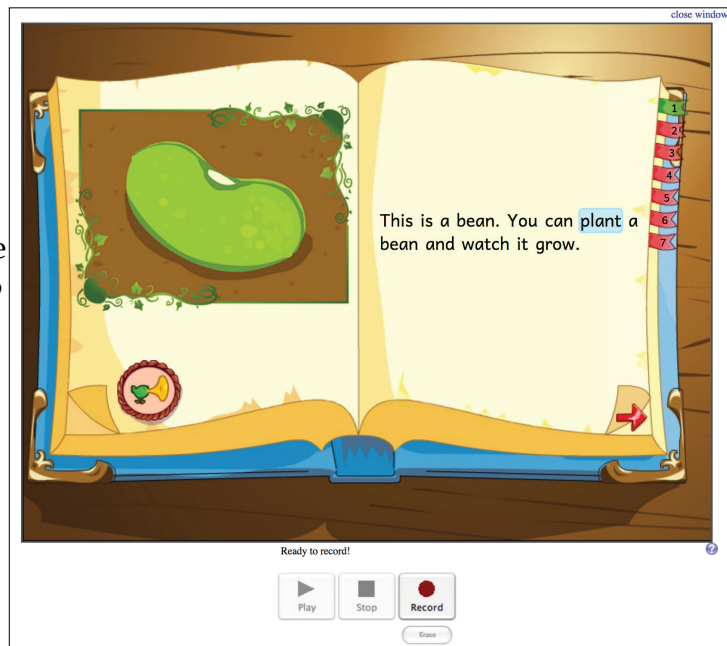 close window
1
2
3
4
5
6
7
This is a bean. You can plant a
bean and watch it grow.
Ready to record!
?
Play
Stop
Record
Erase